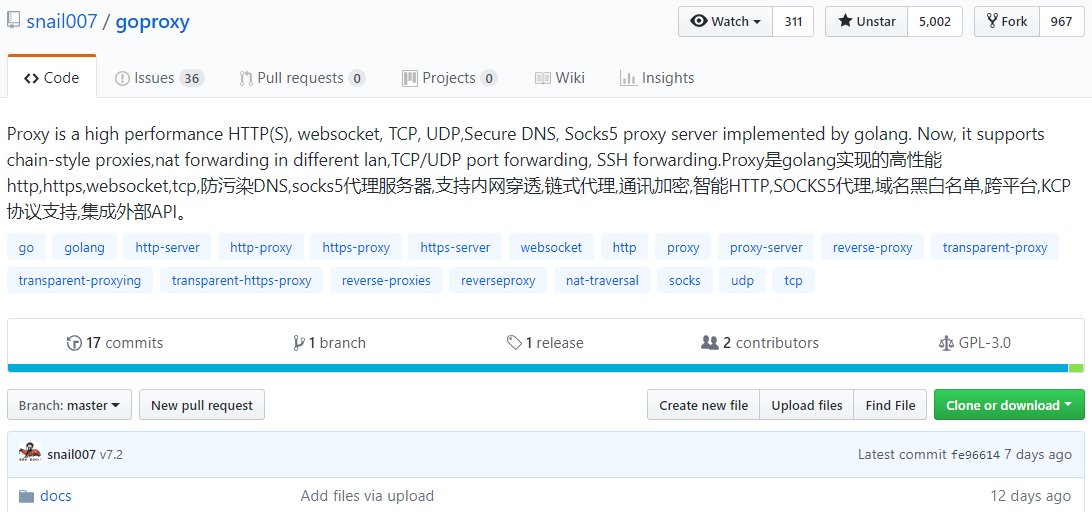 snail007 / goproxy Watch 311 Unstar 5,002 Fork 967
Code Issues 36 Pull requests 0 Projects 0 Wiki Insights
Proxy is a high performance HTTP(S), websocket, TCP, UDP,Secure DNS, Socks5 proxy server implemented by golang. Now, it supports
chain-style proxies,nat forwarding in different lan,TCP/UDP port forwarding, SSH forwarding.Proxy是golang实现的高性能
http,https,websocket,tcp,防污染DNS,socks5代理服务器,支持内网穿透,链式代理,通讯加密,智能HTTP,SOCKS5代理,域名黑白名单,跨平台,KCP
协议支持,集成外部API。
go golang http-server http-proxy https-proxy https-server websocket http proxy proxy-server reverse-proxy transparent-proxy
transparent-proxying transparent-https-proxy reverse-proxies reverseproxy nat-traversal socks udp tcp
17 commits 1 branch 1 release 2 contributors GPL-3.0
Branch: master New pull request Create new file Upload files Find File Clone or download
snail007 v7.2 Latest commit fe96614 7 days ago
docs Add files via upload 12 days ago